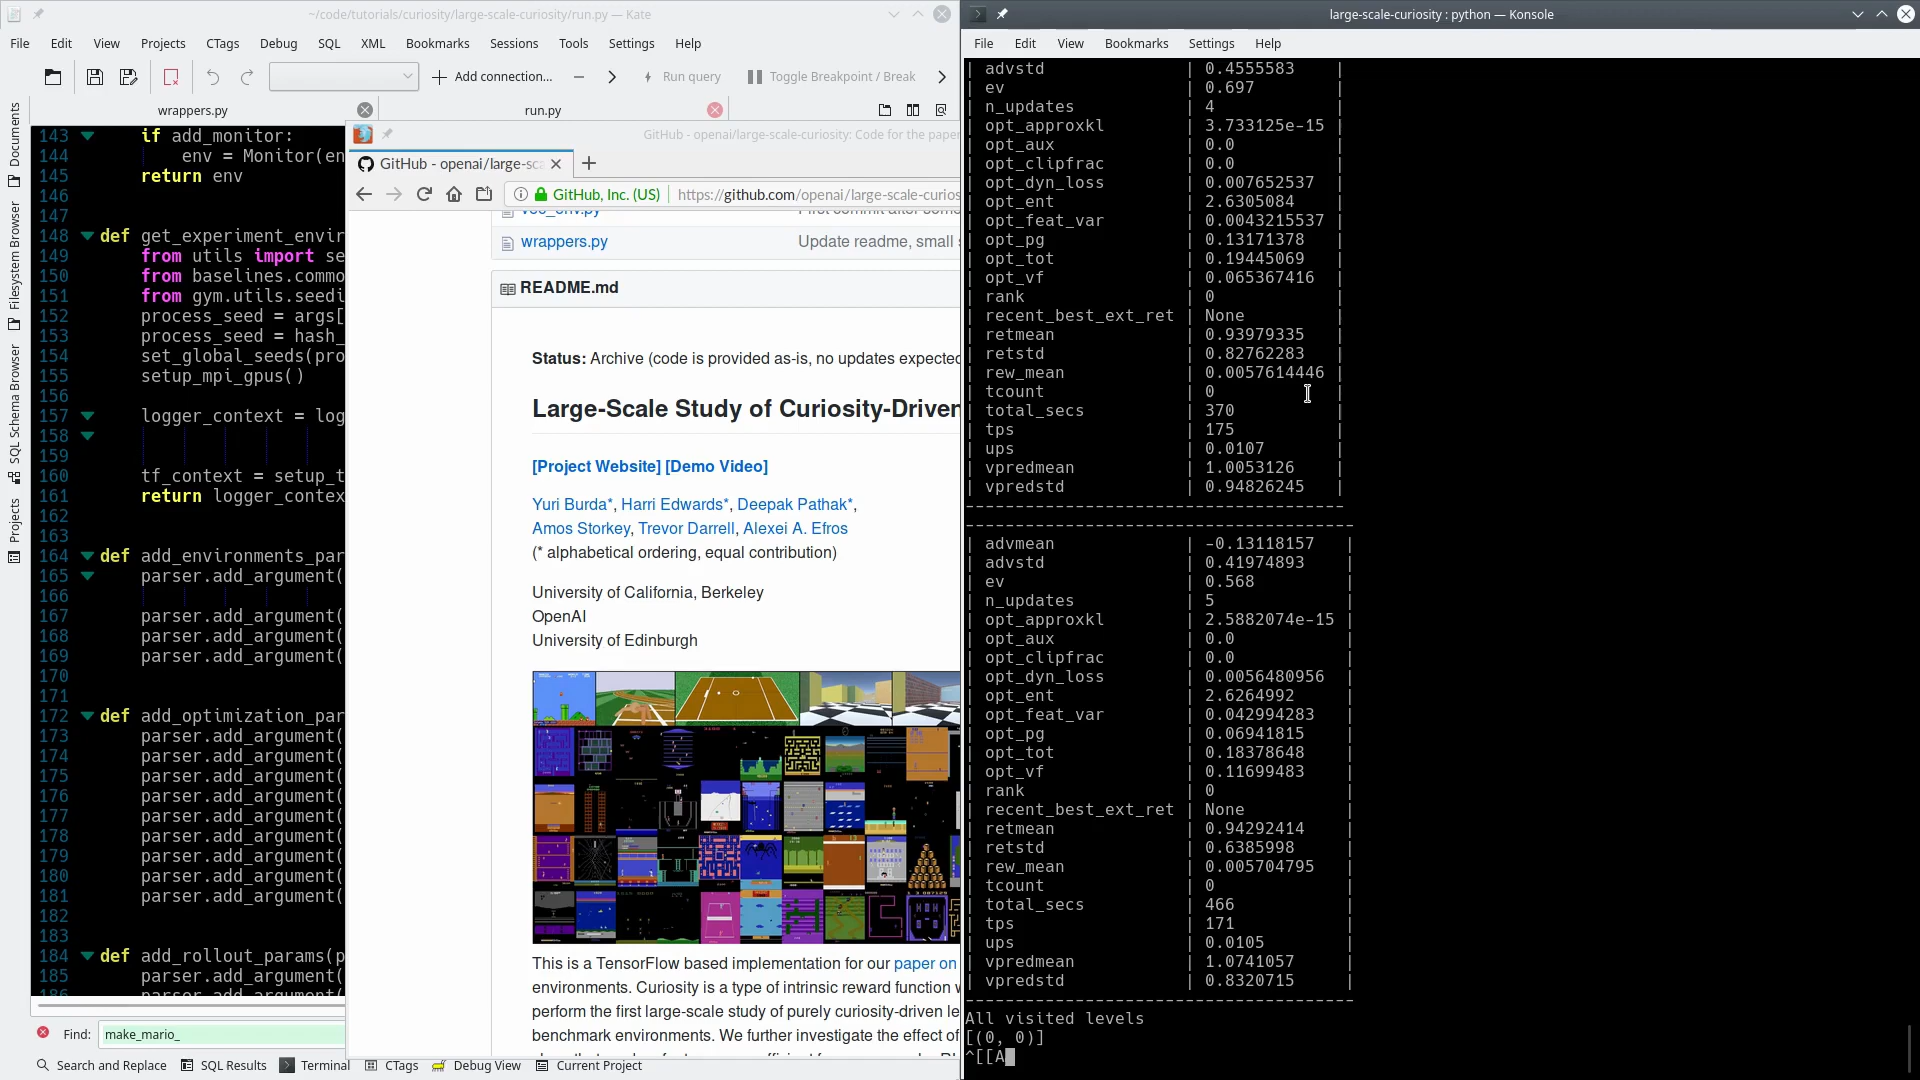 ~/code/tutorials/curiosity/large-scale-curiosity/run.py — Kate
File Edit View Projects CTags Debug SQL XML Bookmarks Sessions Tools Settings Help
Add connection... Run query Toggle Breakpoint / Break
wrappers.py run.py
Documents
Filesystem Browser
SQL Schema Browser
Projects
143 if add_monitor:
144 env = Monitor(en
145 return env
146
147
148 def get_experiment_envir
149 from utils import se
150 from baselines.commo
151 from gym.utils.seedi
152 process_seed = args[
153 process_seed = hash_
154 set_global_seeds(pro
155 setup_mpi_gpus()
156
157 logger_context = log
158
159
160 tf_context = setup_t
161 return logger_contex
162
163
164 def add_environments_par
165 parser.add_argument(
166
167 parser.add_argument(
168 parser.add_argument(
169 parser.add_argument(
170
171
172 def add_optimization_par
173 parser.add_argument(
174 parser.add_argument(
175 parser.add_argument(
176 parser.add_argument(
177 parser.add_argument(
178 parser.add_argument(
179 parser.add_argument(
180 parser.add_argument(
181 parser.add_argument(
182
183
184 def add_rollout_params(p
185 parser.add_argument(
186
Find: make_mario_
Search and Replace SQL Results Terminal CTags Debug View Current Project
GitHub - openai/large-scale-curiosity: Code for the paper
GitHub - openai/large-sca
GitHub, Inc. (US) https://github.com/openai/large-scale-curios
vec_env.py First commit after some
wrappers.py Update readme, small s
README.md
Status: Archive (code is provided as-is, no updates expected
Large-Scale Study of Curiosity-Driven
[Project Website] [Demo Video]
Yuri Burda*, Harri Edwards*, Deepak Pathak*,
Amos Storkey, Trevor Darrell, Alexei A. Efros
(* alphabetical ordering, equal contribution)
University of California, Berkeley
OpenAI
University of Edinburgh
This is a TensorFlow based implementation for our paper on
environments. Curiosity is a type of intrinsic reward function w
perform the first large-scale study of purely curiosity-driven le
benchmark environments. We further investigate the effect of
large-scale-curiosity : python — Konsole
File Edit View Bookmarks Settings Help
| advstd | 0.4555583 |
| ev | 0.697 |
| n_updates | 4 |
| opt_approxkl | 3.733125e-15 |
| opt_aux | 0.0 |
| opt_clipfrac | 0.0 |
| opt_dyn_loss | 0.007652537 |
| opt_ent | 2.6305084 |
| opt_feat_var | 0.0043215537 |
| opt_pg | 0.13171378 |
| opt_tot | 0.19445069 |
| opt_vf | 0.065367416 |
| rank | 0 |
| recent_best_ext_ret | None |
| retmean | 0.93979335 |
| retstd | 0.82762283 |
| rew_mean | 0.0057614446 |
| tcount | 0 |
| total_secs | 370 |
| tps | 175 |
| ups | 0.0107 |
| vpredmean | 1.0053126 |
| vpredstd | 0.94826245 |
--------------------------------------
---------------------------------------
| advmean | -0.13118157 |
| advstd | 0.41974893 |
| ev | 0.568 |
| n_updates | 5 |
| opt_approxkl | 2.5882074e-15 |
| opt_aux | 0.0 |
| opt_clipfrac | 0.0 |
| opt_dyn_loss | 0.0056480956 |
| opt_ent | 2.6264992 |
| opt_feat_var | 0.042994283 |
| opt_pg | 0.06941815 |
| opt_tot | 0.18378648 |
| opt_vf | 0.11699483 |
| rank | 0 |
| recent_best_ext_ret | None |
| retmean | 0.94292414 |
| retstd | 0.6385998 |
| rew_mean | 0.005704795 |
| tcount | 0 |
| total_secs | 466 |
| tps | 171 |
| ups | 0.0105 |
| vpredmean | 1.0741057 |
| vpredstd | 0.8320715 |
---------------------------------------
All visited levels
[(0, 0)]
^[[A